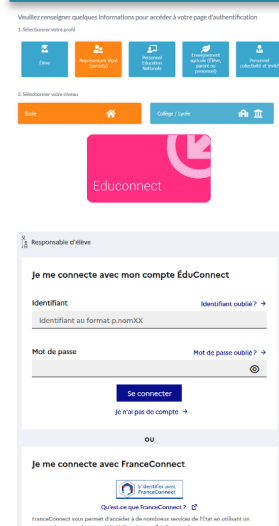 Veuillez renseigner quelques informations pour accéder à votre page d'authentification
1. Sélectionner votre profil
Élève
Représentant légal (parents)
Personnel Education Nationale
Enseignement agricole (Élève, parent ou personnel)
Personnel collectivité et invité
2. Sélectionner votre niveau
École
Collège / Lycée
Educonnect
Responsable d'élève
Je me connecte avec mon compte ÉduConnect
Identifiant
Identifiant oublié ? →
Identifiant au format p.nomXX
Mot de passe
Mot de passe oublié ? →
Se connecter
Je n'ai pas de compte →
OU
Je me connecte avec FranceConnect
S'identifier avec
FranceConnect
Qu'est-ce que FranceConnect ?
FranceConnect vous permet d'accéder à de nombreux services de l'État en utilisant un